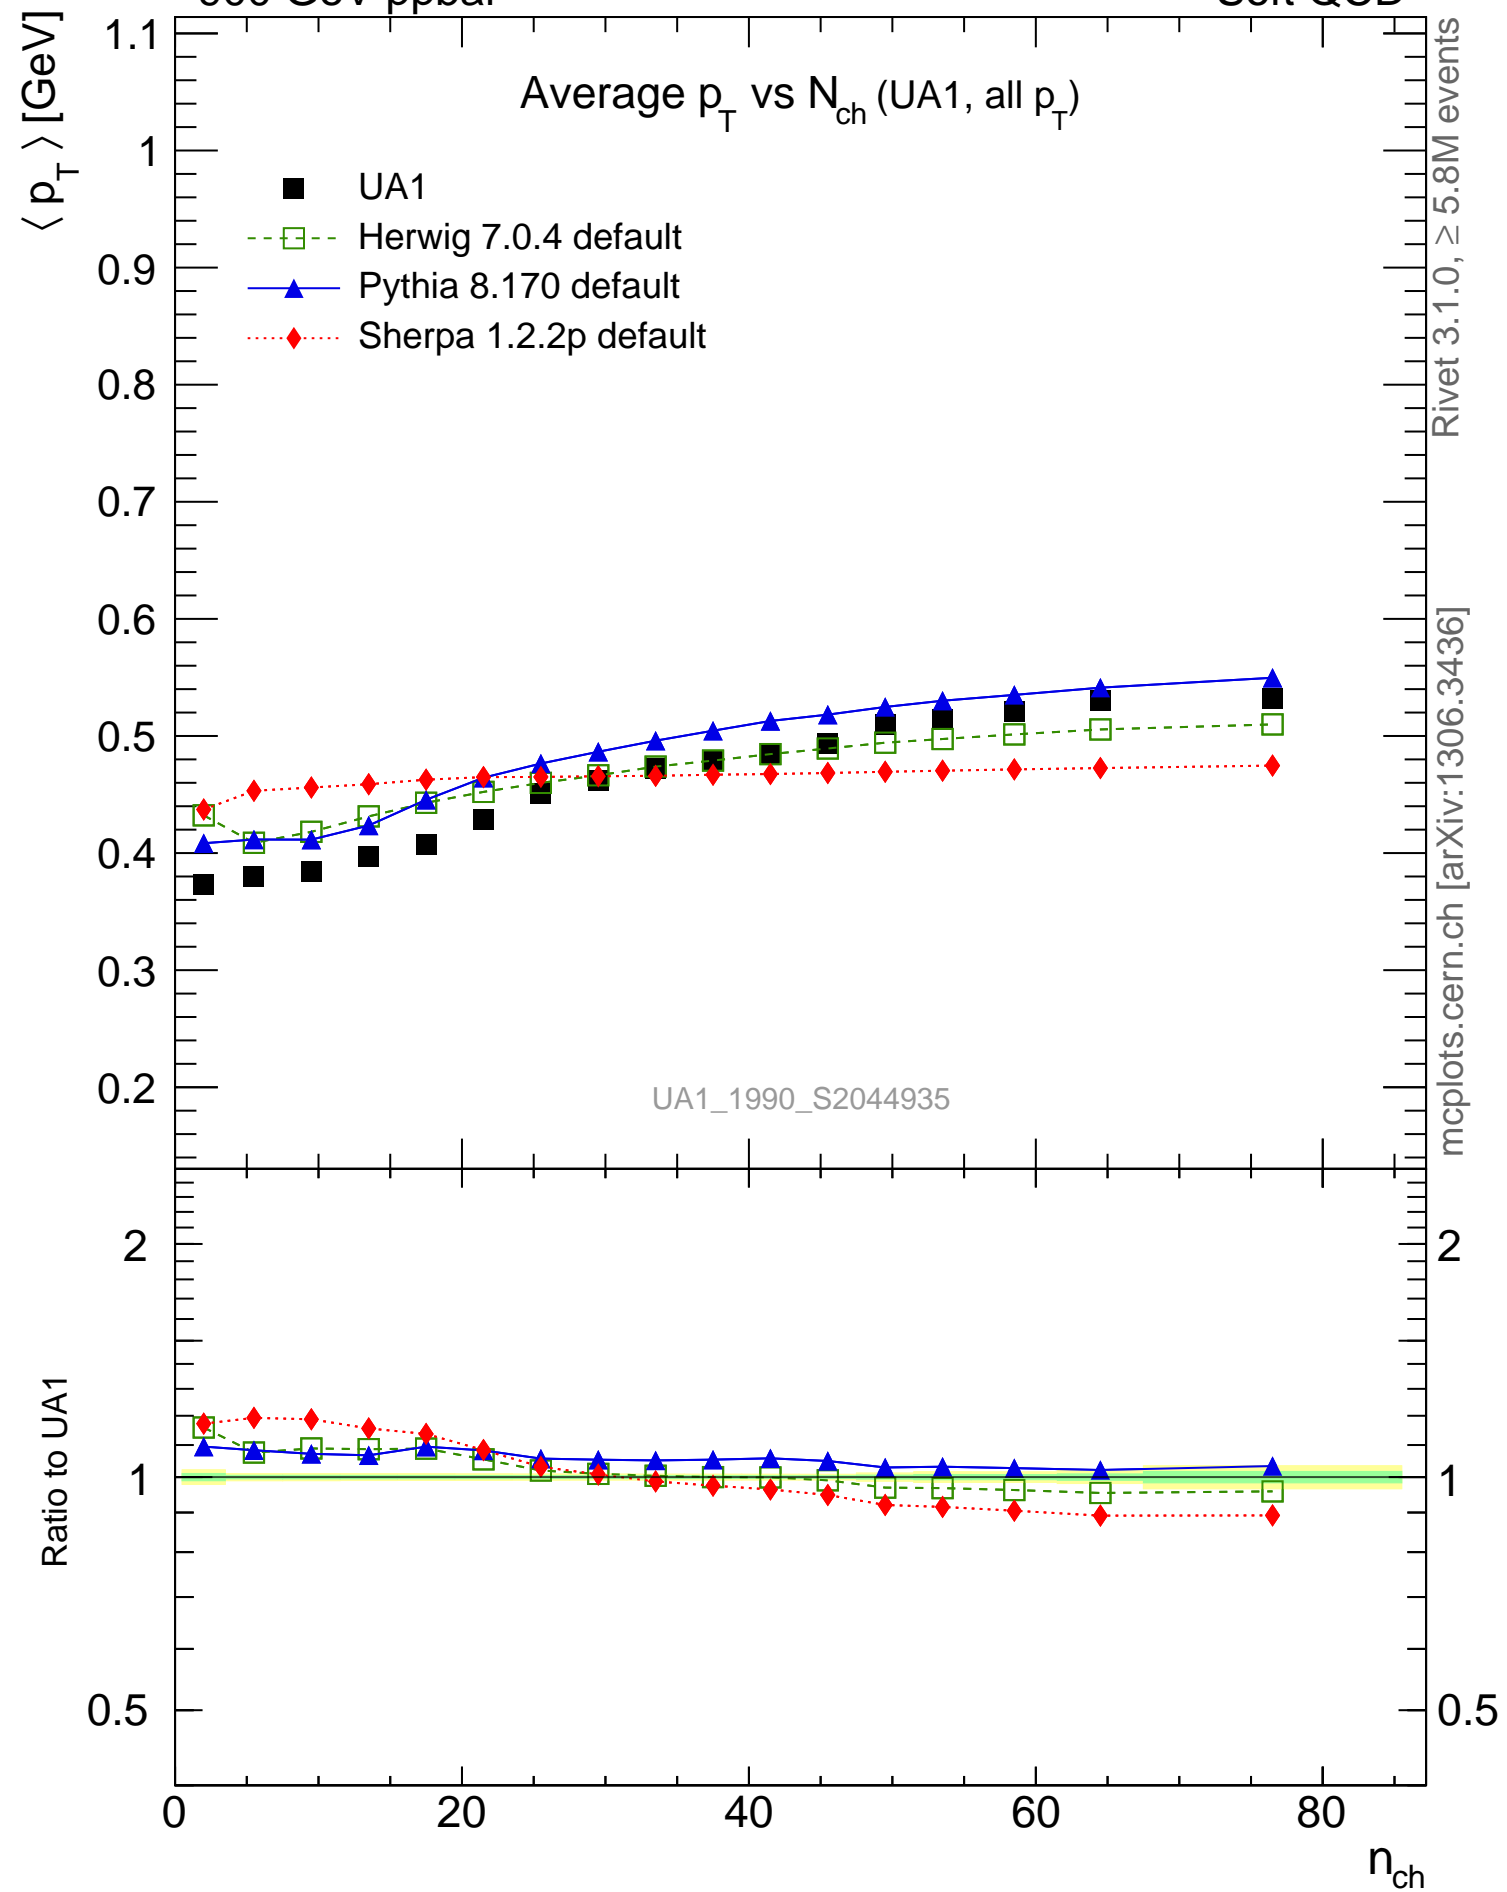 ⟨ p_T ⟩ [GeV]
Average p_T vs N_ch (UA1, all p_T)
UA1
Herwig 7.0.4 default
Pythia 8.170 default
Sherpa 1.2.2p default
1.1
1
0.9
0.8
0.7
0.6
0.5
0.4
0.3
0.2
UA1_1990_S2044935
Rivet 3.1.0, ≥ 5.8M events
mcplots.cern.ch [arXiv:1306.3436]
Ratio to UA1
2
1
0.5
2
1
0.5
0
20
40
60
80
n_ch